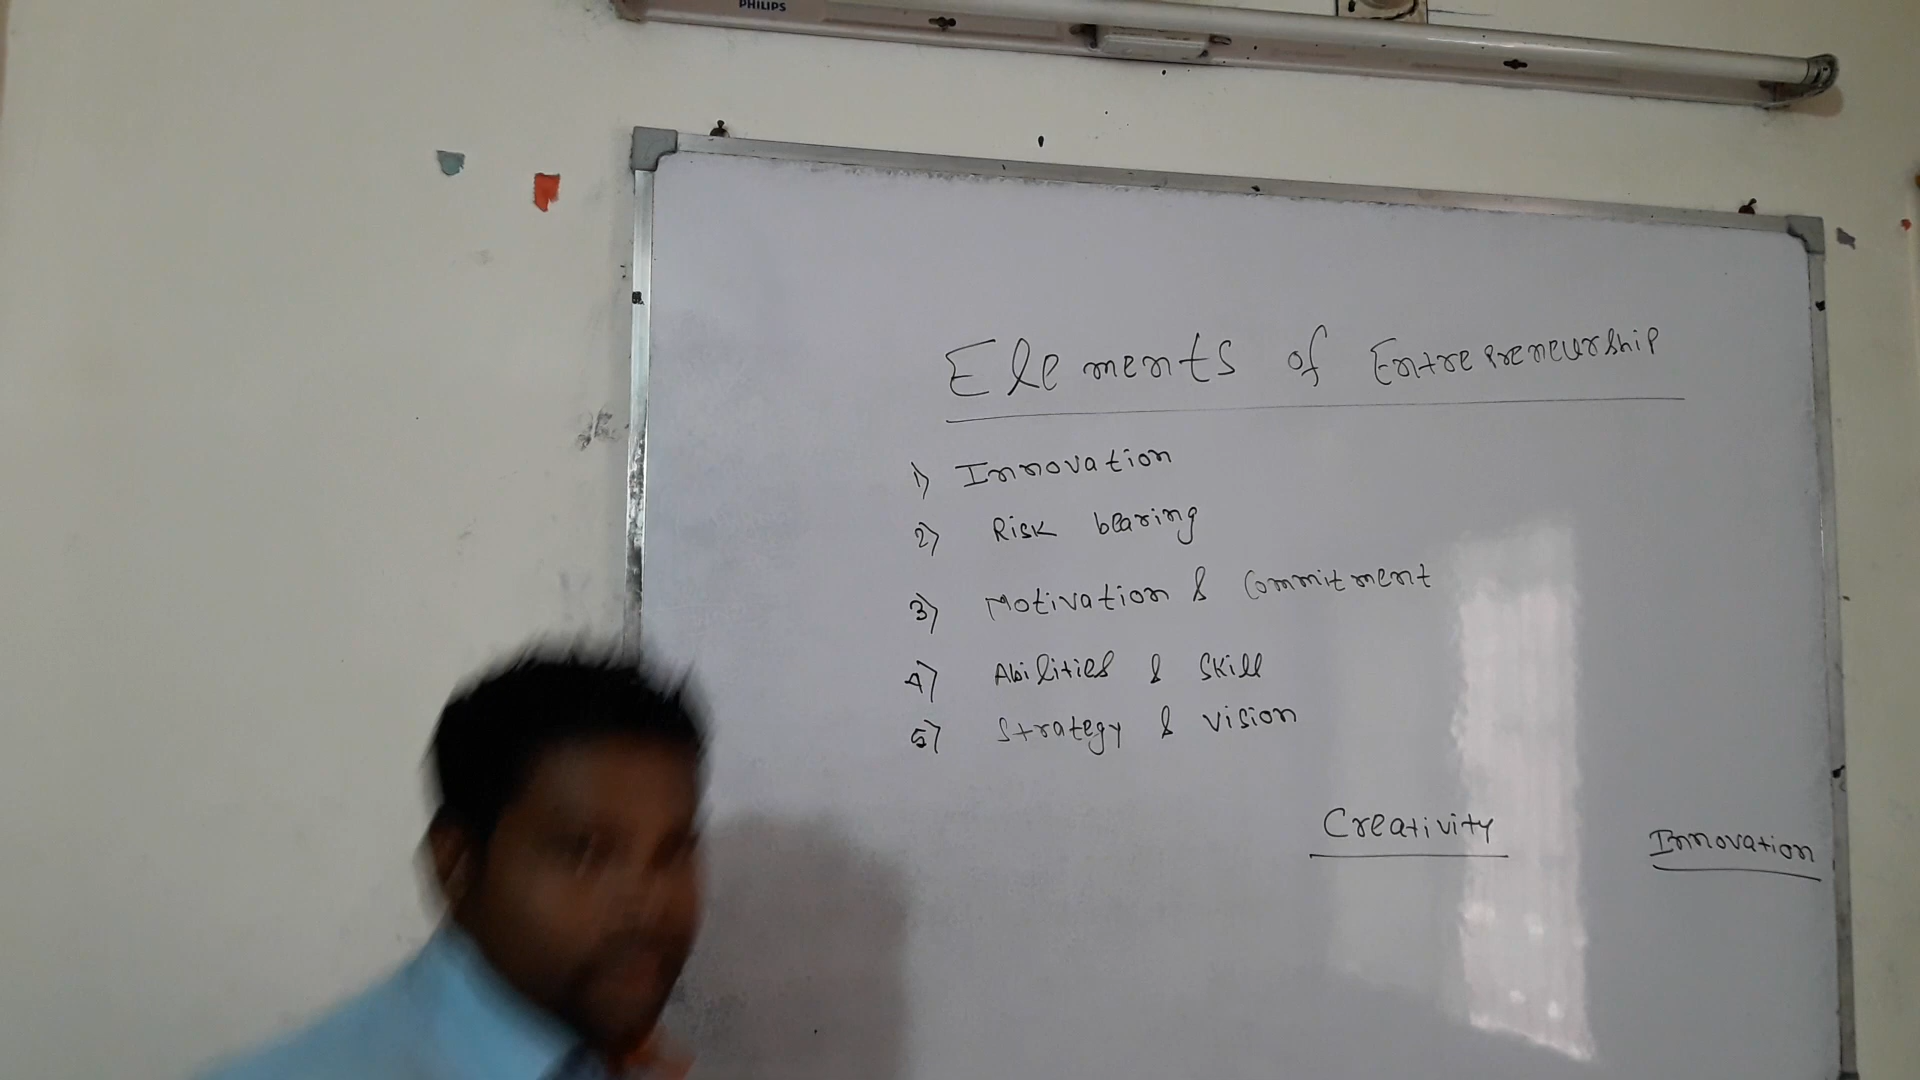 PHILIPS
Elements of Entrepreneurship
1) Innovation
2) Risk bearing
3) Motivation & Commitment
4) Abilities & Skill
5) Strategy & Vision
Creativity Innovation